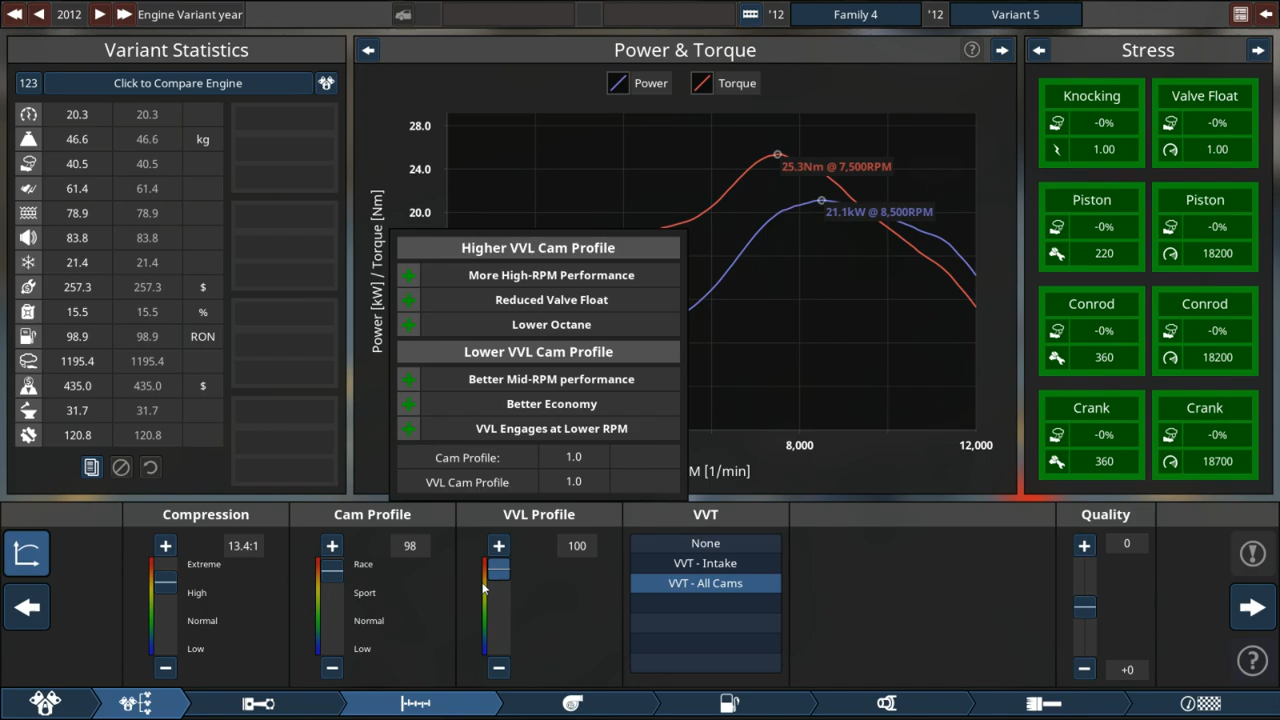 2012 Engine Variant year '12 Family 4 '12 Variant 5
Variant Statistics
123 Click to Compare Engine
20.3 20.3
46.6 46.6 kg
40.5 40.5
61.4 61.4
78.9 78.9
83.8 83.8
21.4 21.4
257.3 257.3 $
15.5 15.5 %
98.9 98.9 RON
1195.4 1195.4
435.0 435.0 $
31.7 31.7
120.8 120.8
Power & Torque ?
Power Torque
28.0
24.0
20.0
Power [kW] / Torque [Nm]
25.3Nm @ 7,500RPM
21.1kW @ 8,500RPM
8,000 12,000
M [1/min]
Higher VVL Cam Profile
More High-RPM Performance
Reduced Valve Float
Lower Octane
Lower VVL Cam Profile
Better Mid-RPM performance
Better Economy
VVL Engages at Lower RPM
Cam Profile: 1.0
VVL Cam Profile 1.0
Stress
Knocking Valve Float
-0% -0%
1.00 1.00
Piston Piston
-0% -0%
220 18200
Conrod Conrod
-0% -0%
360 18200
Crank Crank
-0% -0%
360 18700
Compression
+ 13.4:1
Extreme
High
Normal
Low
−
Cam Profile
+ 98
Race
Sport
Normal
Low
−
VVL Profile
+ 100
−
VVT
None
VVT - Intake
VVT - All Cams
Quality
+ 0
− +0
!
?